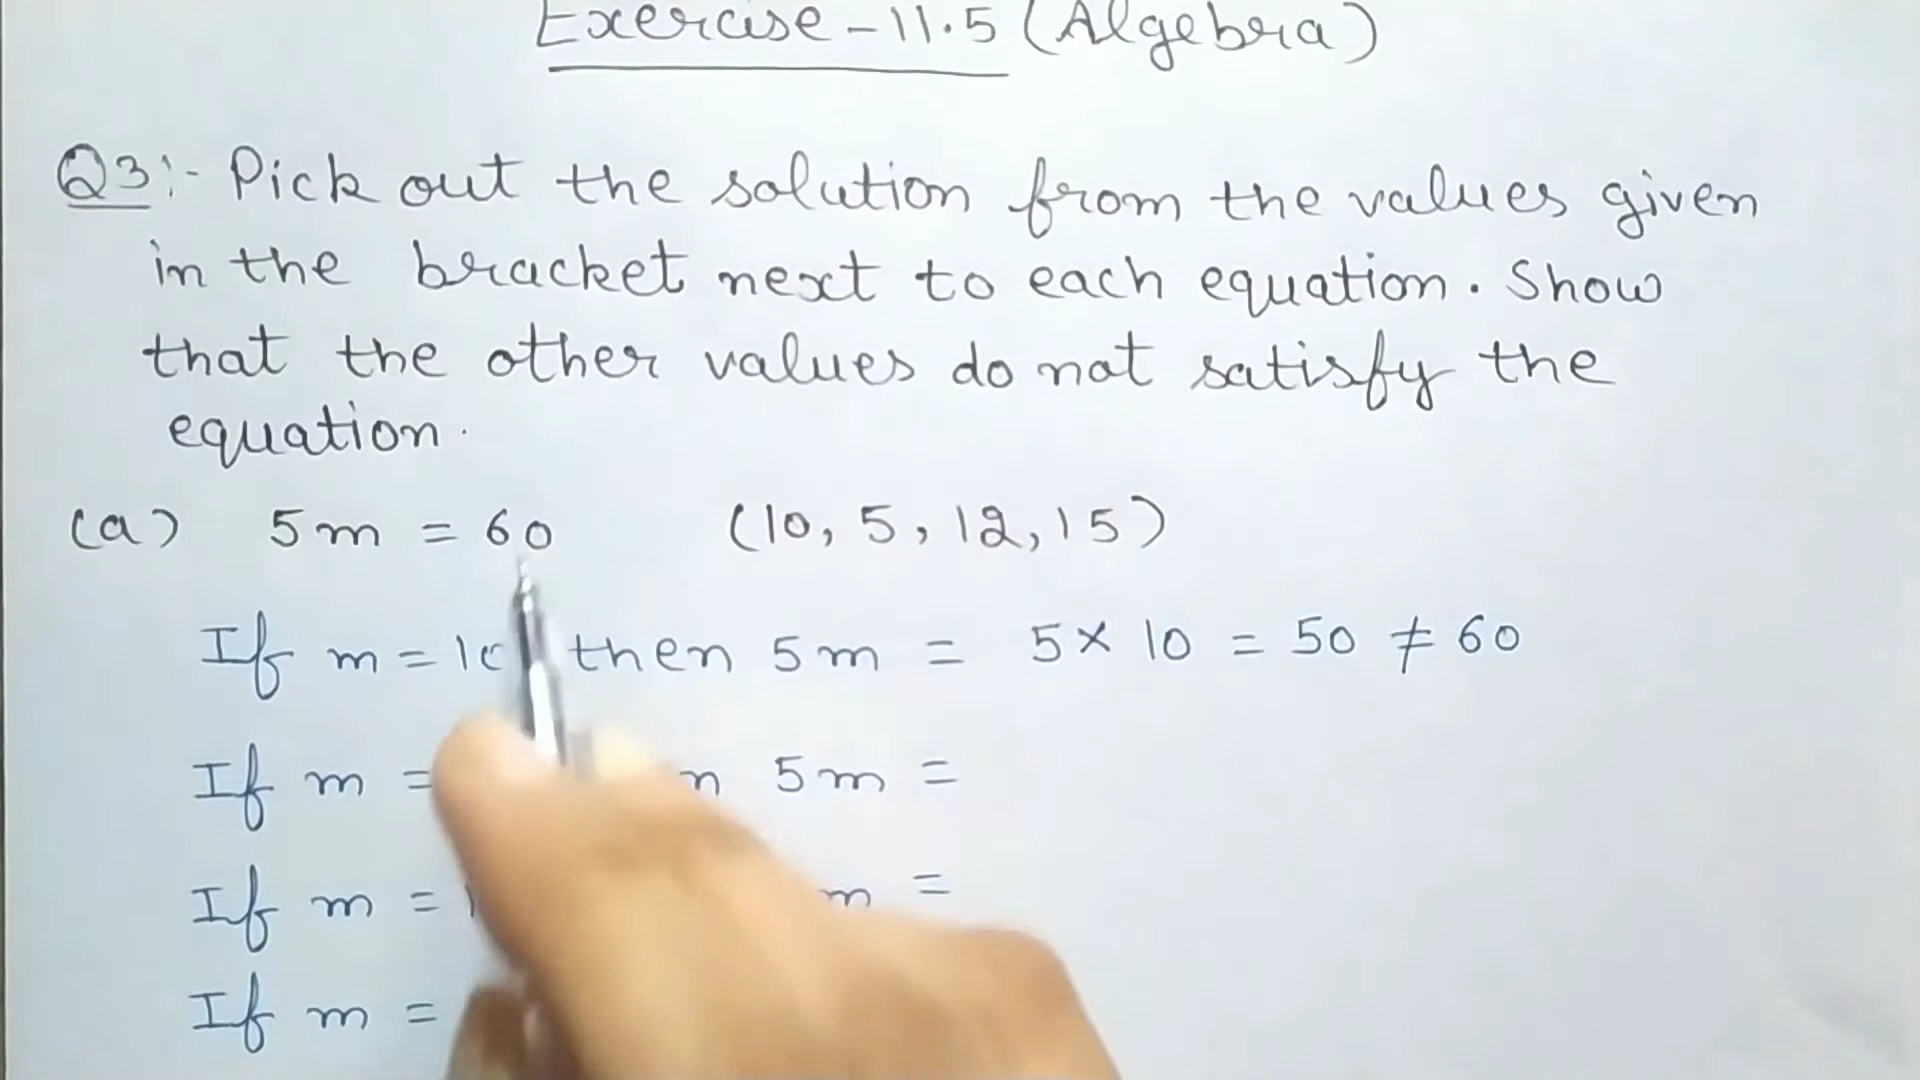 Exercise - 11.5 (Algebra)
Q3:- Pick out the solution from the values given
in the bracket next to each equation. Show
that the other values do not satisfy the
equation.
(a) 5m = 60 (10, 5, 12, 15)
If m = 10 then 5m = 5 × 10 = 50 ≠ 60
If m = 5m =
If m = m =
If m =